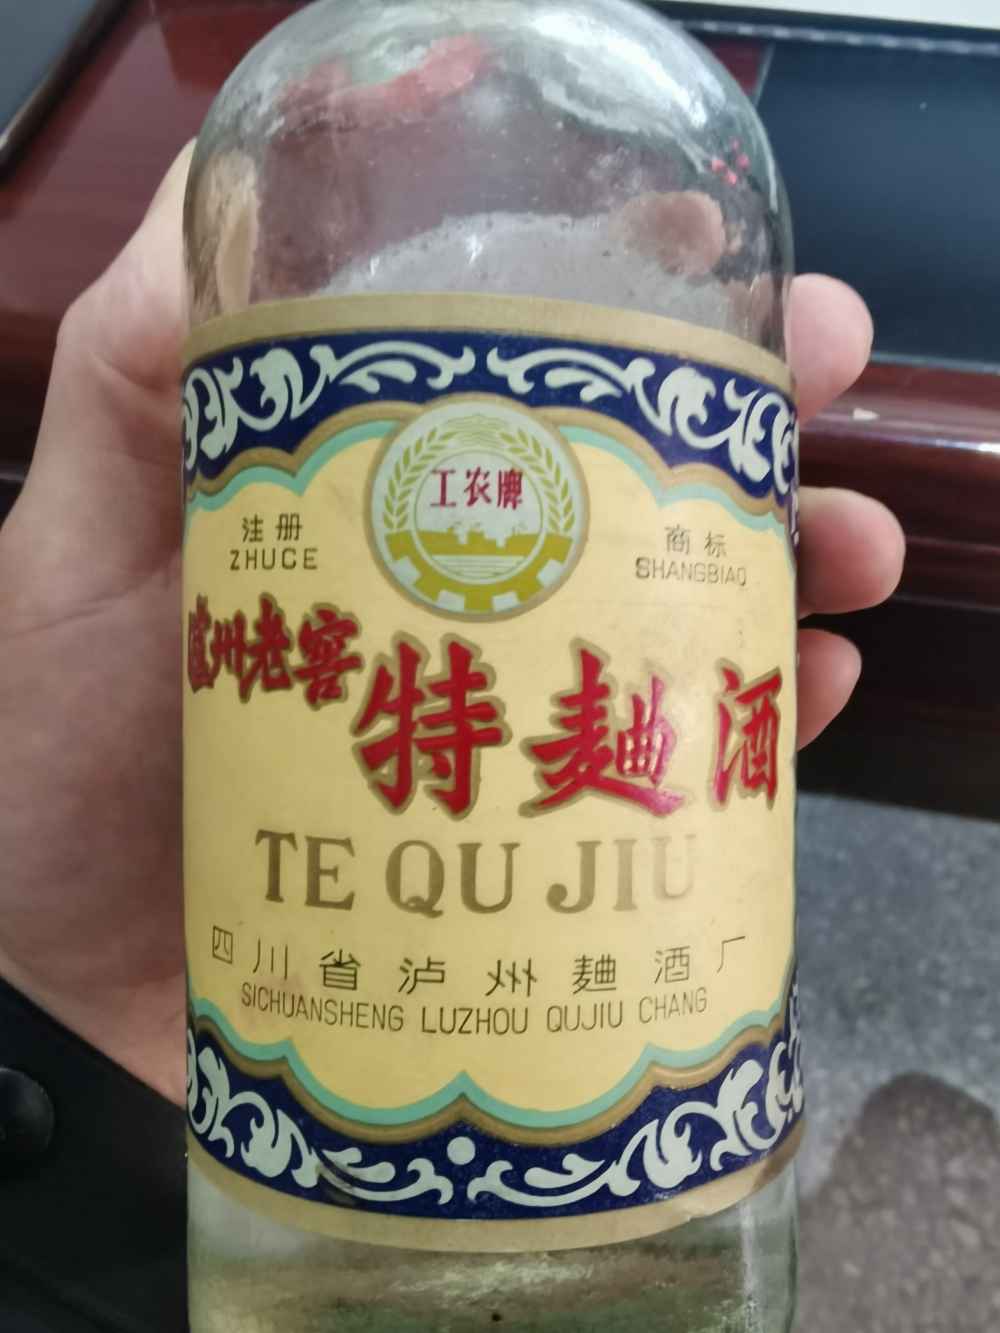 工农牌
注册
ZHUCE
商标
SHANGBIAO
泸州老窖
特麯酒
TE QU JIU
四川省泸州麯酒厂
SICHUANSHENG LUZHOU QUJIU CHANG